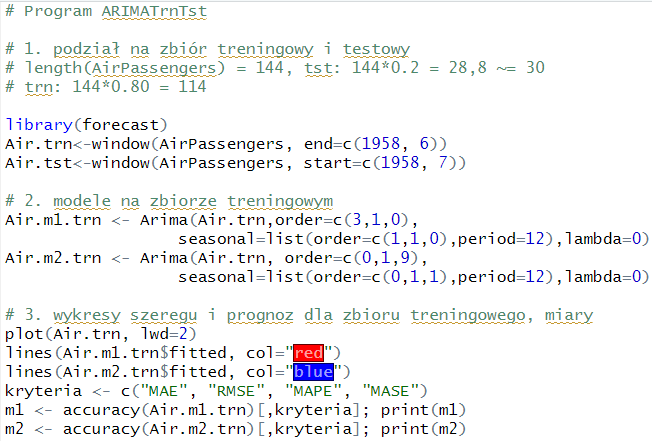 # Program ARIMATrnTst
# 1. podział na zbiór treningowy i testowy
# length(AirPassengers) = 144, tst: 144*0.2 = 28,8 ~= 30
# trn: 144*0.80 = 114
library(forecast)
Air.trn<-window(AirPassengers, end=c(1958, 6))
Air.tst<-window(AirPassengers, start=c(1958, 7))
# 2. modele na zbiorze treningowym
Air.m1.trn <- Arima(Air.trn,order=c(3,1,0),
seasonal=list(order=c(1,1,0),period=12),lambda=0)
Air.m2.trn <- Arima(Air.trn, order=c(0,1,9),
seasonal=list(order=c(0,1,1),period=12),lambda=0)
# 3. wykresy szeregu i prognoz dla zbioru treningowego, miary
plot(Air.trn, lwd=2)
lines(Air.m1.trn$fitted, col="red")
lines(Air.m2.trn$fitted, col="blue")
kryteria <- c("MAE", "RMSE", "MAPE", "MASE")
m1 <- accuracy(Air.m1.trn)[,kryteria]; print(m1)
m2 <- accuracy(Air.m2.trn)[,kryteria]; print(m2)